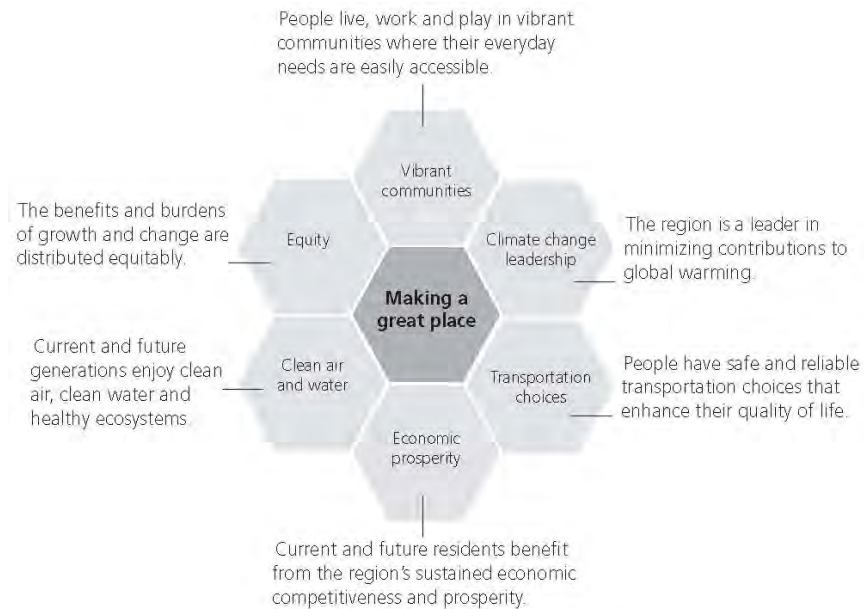 People live, work and play in vibrant
communities where their everyday
needs are easily accessible.
Vibrant
communities
The benefits and burdens
of growth and change are
distributed equitably.
Equity
Climate change
leadership
The region is a leader in
minimizing contributions to
global warming.
Making a
great place
Current and future
generations enjoy clean
air, clean water and
healthy ecosystems.
Clean air
and water
Transportation
choices
People have safe and reliable
transportation choices that
enhance their quality of life.
Economic
prosperity
Current and future residents benefit
from the region's sustained economic
competitiveness and prosperity.